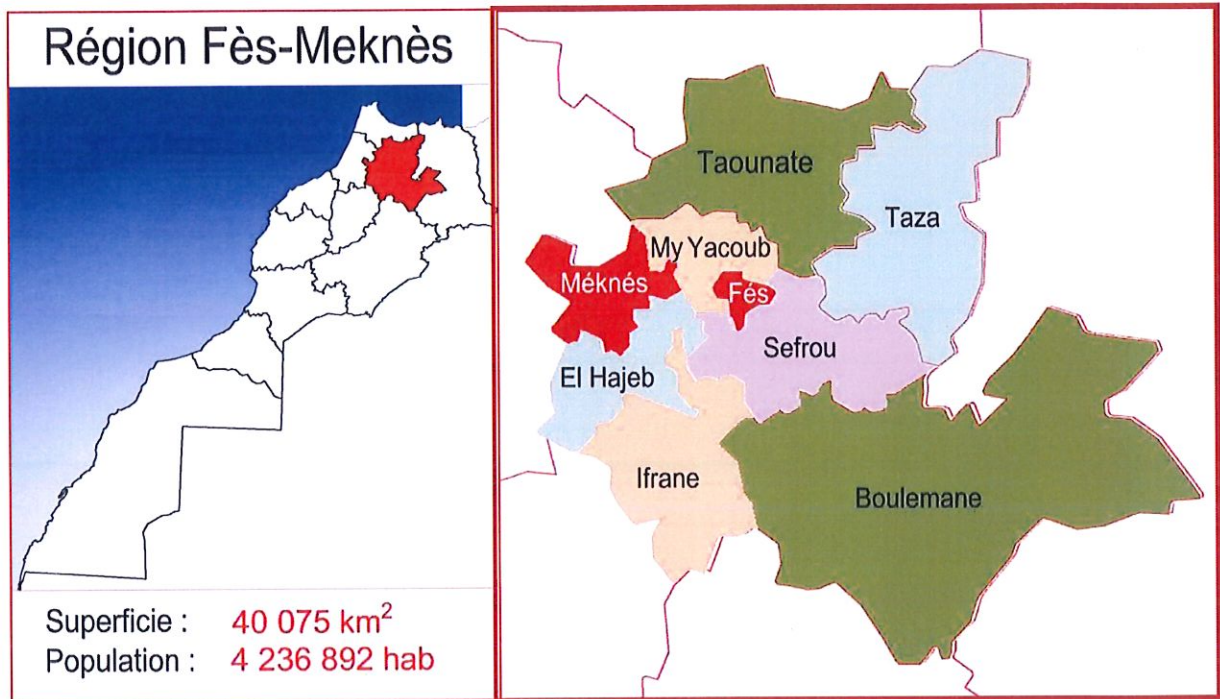 Région Fès-Meknès
Superficie : 40 075 km²
Population : 4 236 892 hab
Taounate
Taza
My Yacoub
Méknés
Fés
Sefrou
El Hajeb
Ifrane
Boulemane